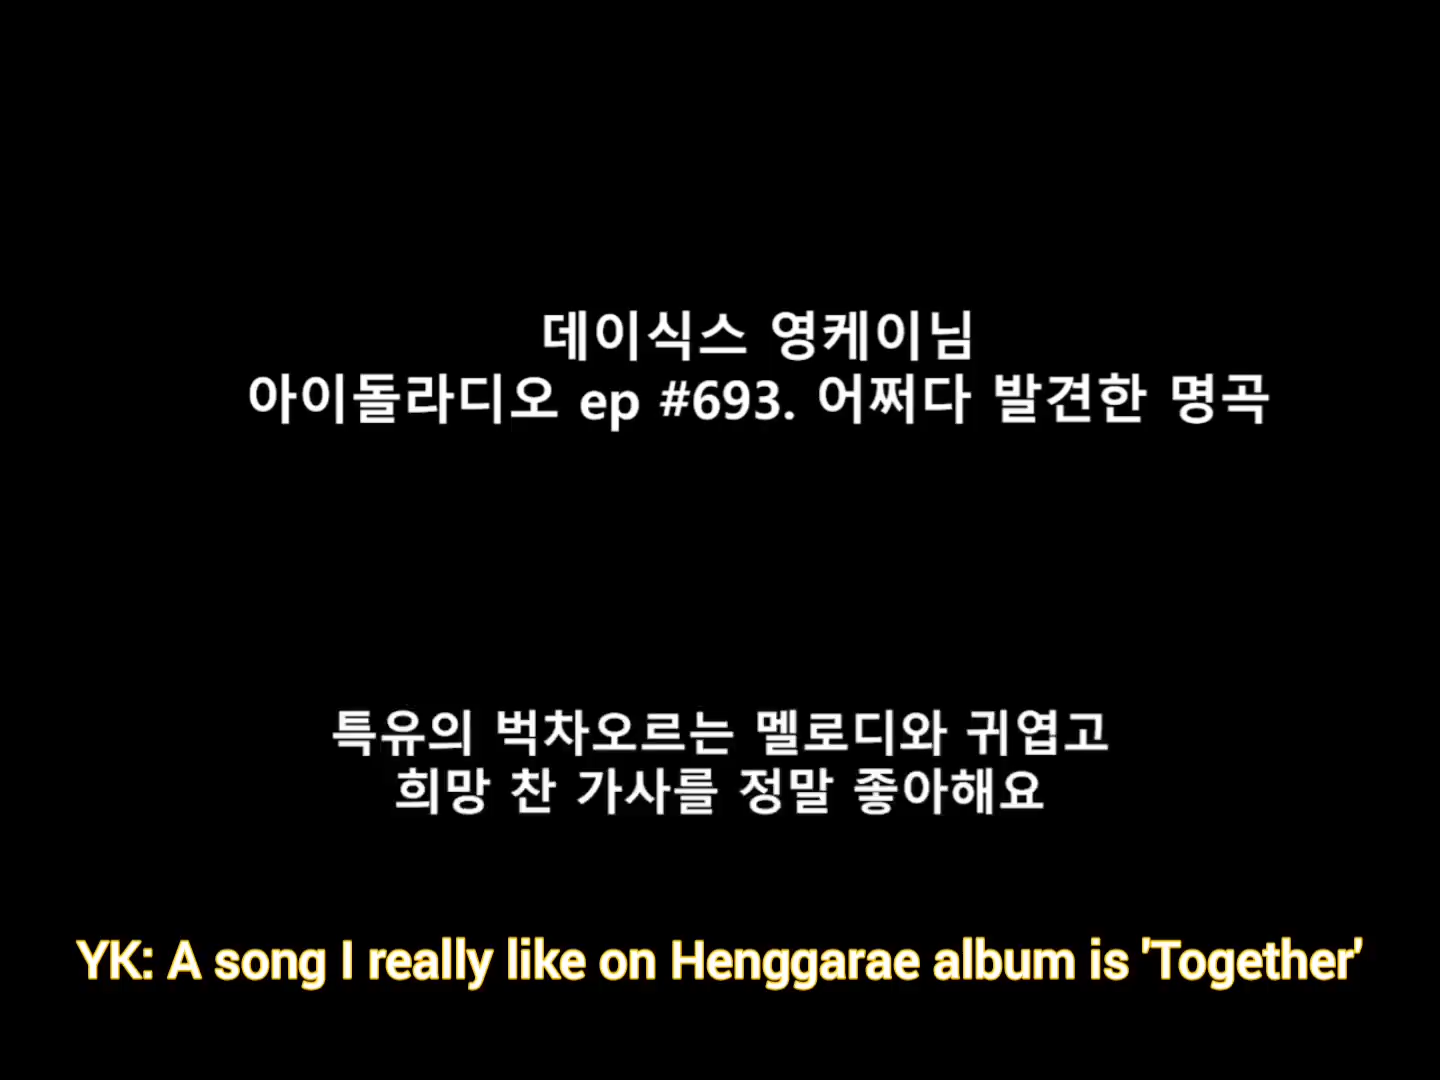 데이식스 영케이님
아이돌라디오 ep #693. 어쩌다 발견한 명곡
특유의 벅차오르는 멜로디와 귀엽고
희망 찬 가사를 정말 좋아해요
YK: A song I really like on Henggarae album is 'Together'